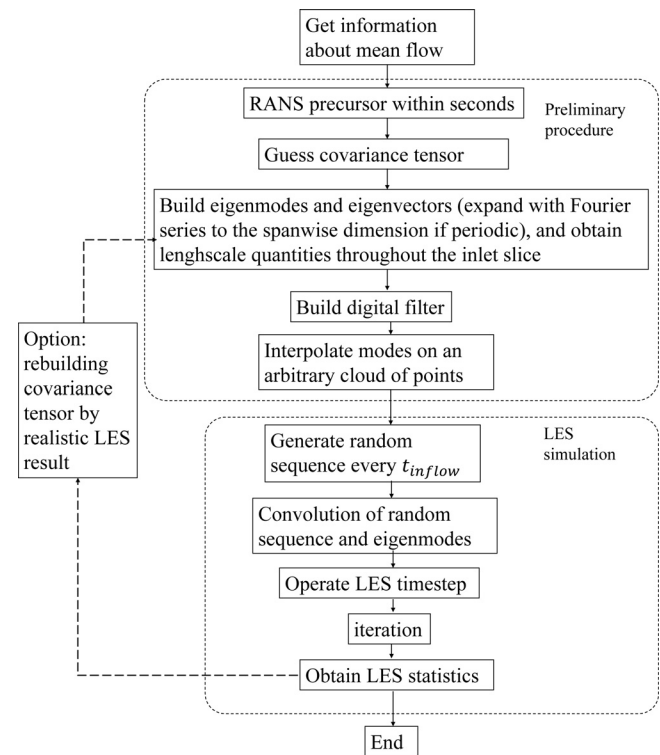 Get information
about mean flow
RANS precursor within seconds
Preliminary
procedure
Guess covariance tensor
Build eigenmodes and eigenvectors (expand with Fourier
series to the spanwise dimension if periodic), and obtain
lenghscale quantities throughout the inlet slice
Build digital filter
Interpolate modes on an
arbitrary cloud of points
Option:
rebuilding
covariance
tensor by
realistic LES
result
Generate random
sequence every t_{inflow}
LES
simulation
Convolution of random
sequence and eigenmodes
Operate LES timestep
iteration
Obtain LES statistics
End